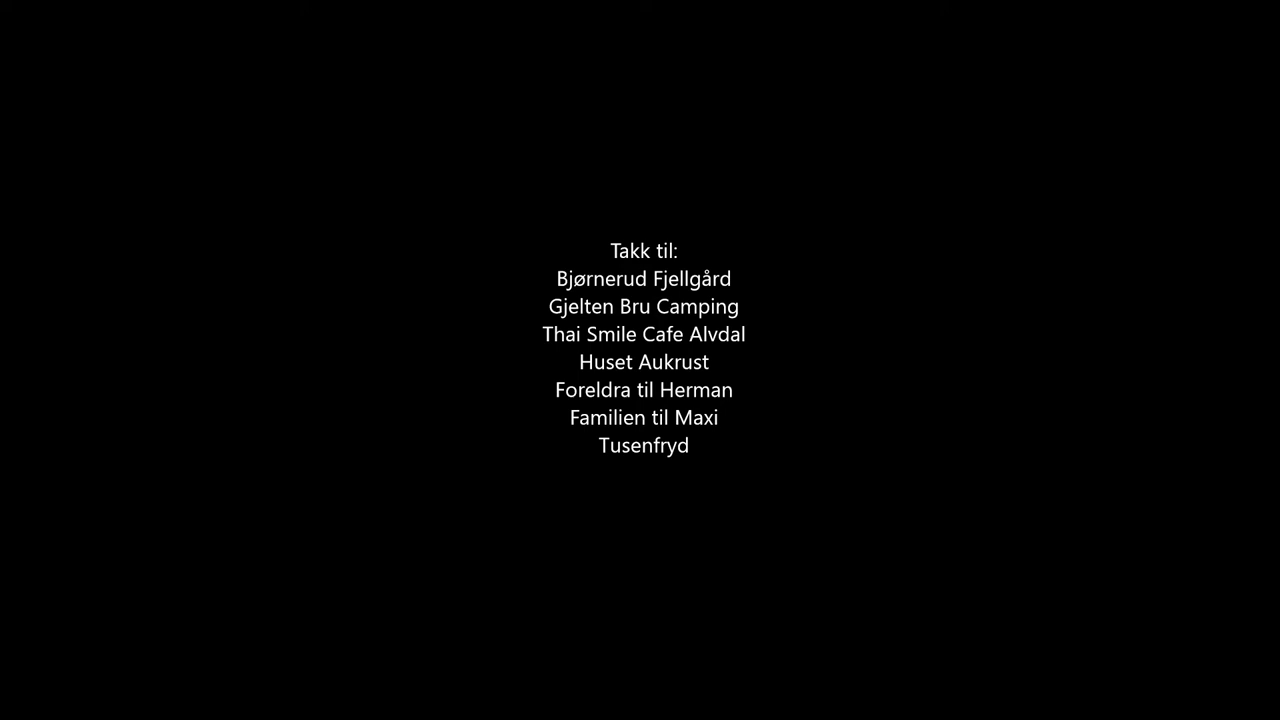 Takk til:
Bjørnerud Fjellgård
Gjelten Bru Camping
Thai Smile Cafe Alvdal
Huset Aukrust
Foreldra til Herman
Familien til Maxi
Tusenfryd